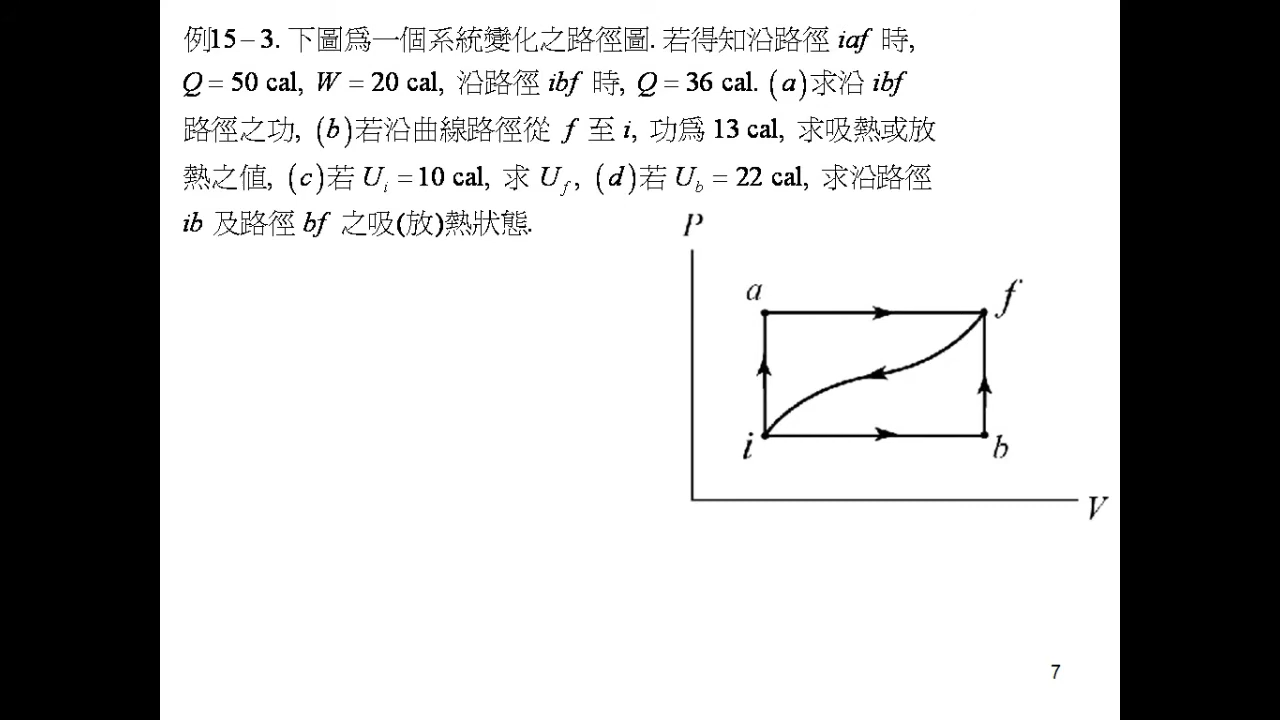 例15－3. 下圖為一個系統變化之路徑圖. 若得知沿路徑 iaf 時,
Q = 50 cal, W = 20 cal, 沿路徑 ibf 時, Q = 36 cal. (a)求沿 ibf
路徑之功, (b)若沿曲線路徑從 f 至 i, 功為 13 cal, 求吸熱或放
熱之值, (c)若 U_i = 10 cal, 求 U_f, (d)若 U_b = 22 cal, 求沿路徑
ib 及路徑 bf 之吸(放)熱狀態.
P
a
f
i
b
V
7